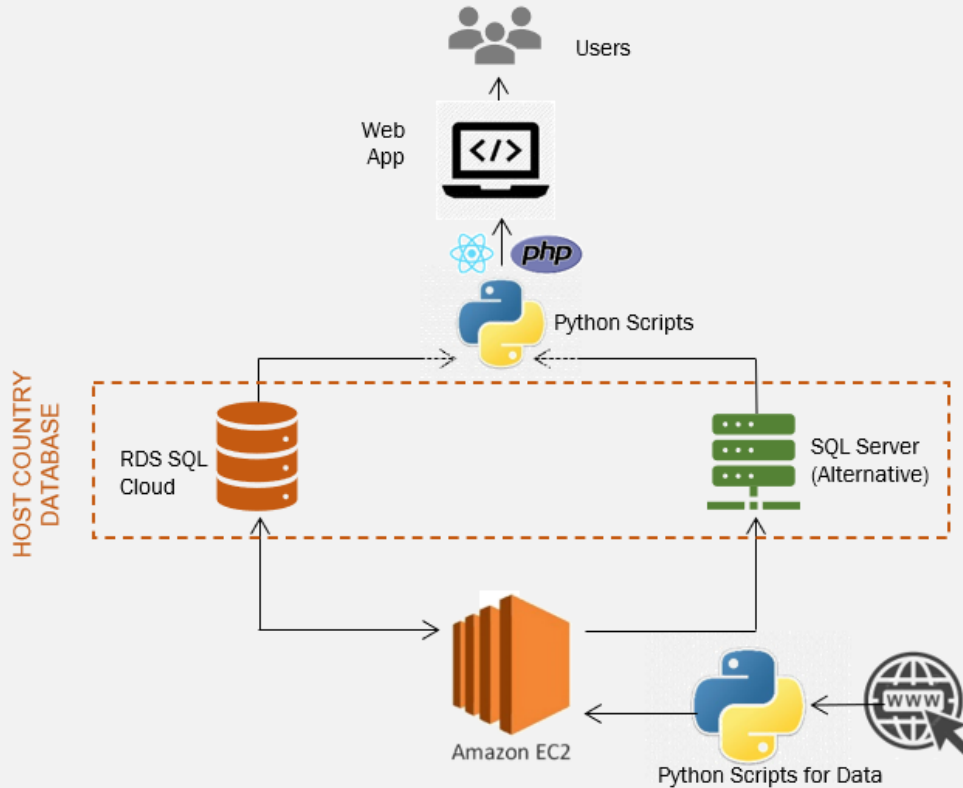 Users
Web
App
</>
php
Python Scripts
HOST COUNTRY
DATABASE
RDS SQL
Cloud
SQL Server
(Alternative)
Amazon EC2
www
Python Scripts for Data